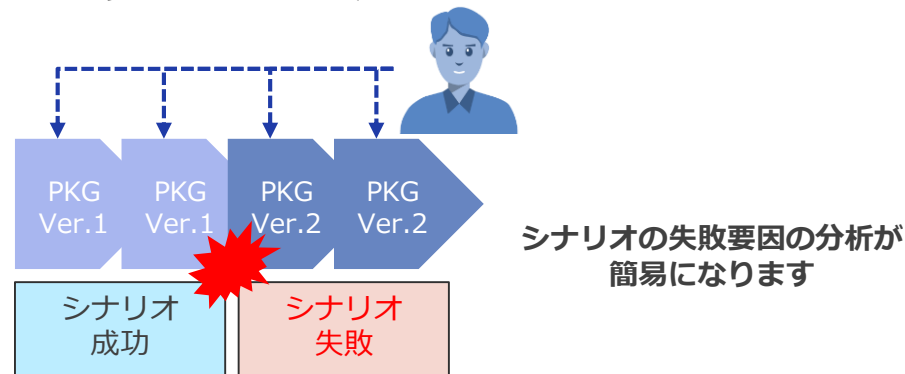 PKG
Ver.1
PKG
Ver.1
PKG
Ver.2
PKG
Ver.2
シナリオの失敗要因の分析が
簡易になります
シナリオ
成功
シナリオ
失敗